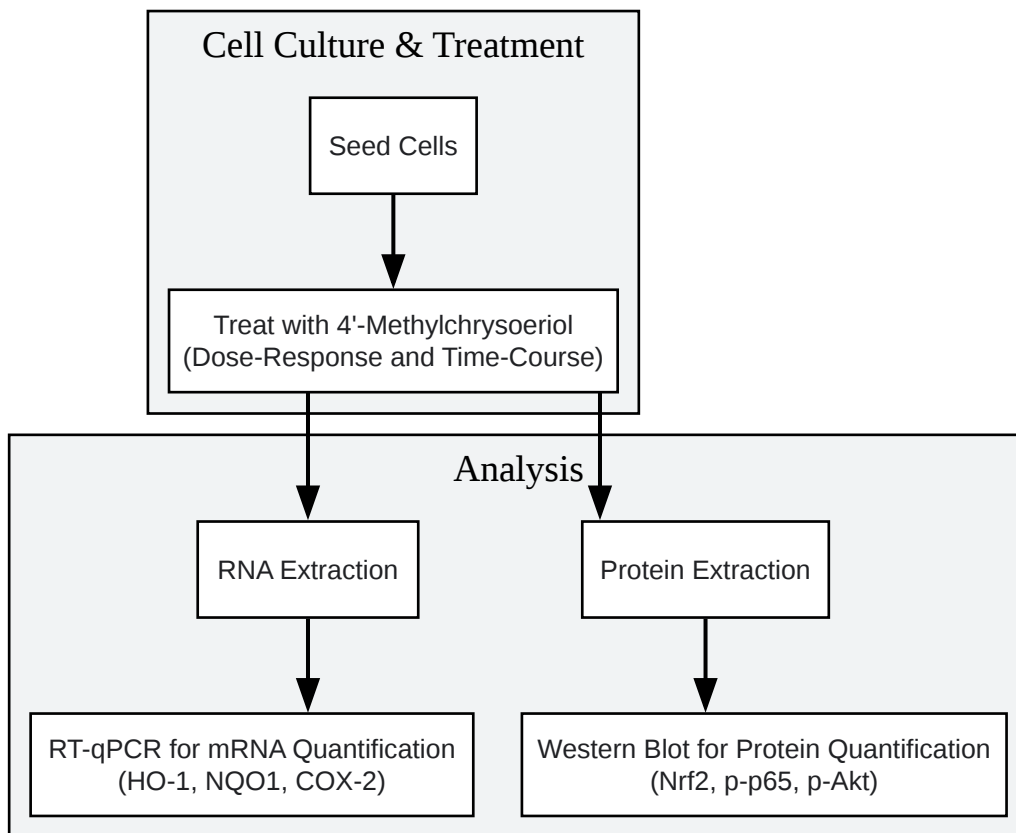 Cell Culture & Treatment
Seed Cells
Treat with 4'-Methylchrysoeriol
(Dose-Response and Time-Course)
Analysis
RNA Extraction
Protein Extraction
RT-qPCR for mRNA Quantification
(HO-1, NQO1, COX-2)
Western Blot for Protein Quantification
(Nrf2, p-p65, p-Akt)